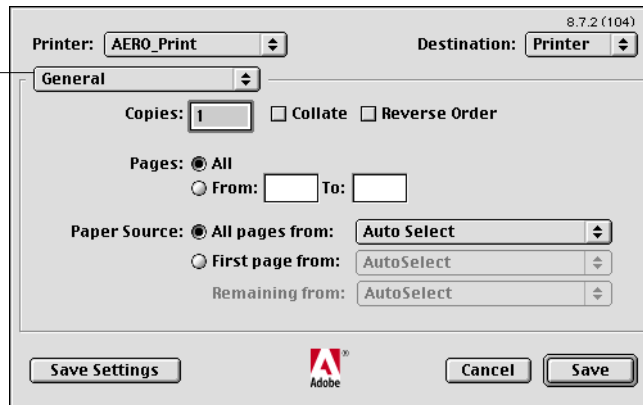 8.7.2 (104)
Printer: AERO_Print Destination: Printer
General
Copies: 1 Collate Reverse Order
Pages: All
From: To:
Paper Source: All pages from: Auto Select
First page from: AutoSelect
Remaining from: AutoSelect
Save Settings Adobe® Cancel Save